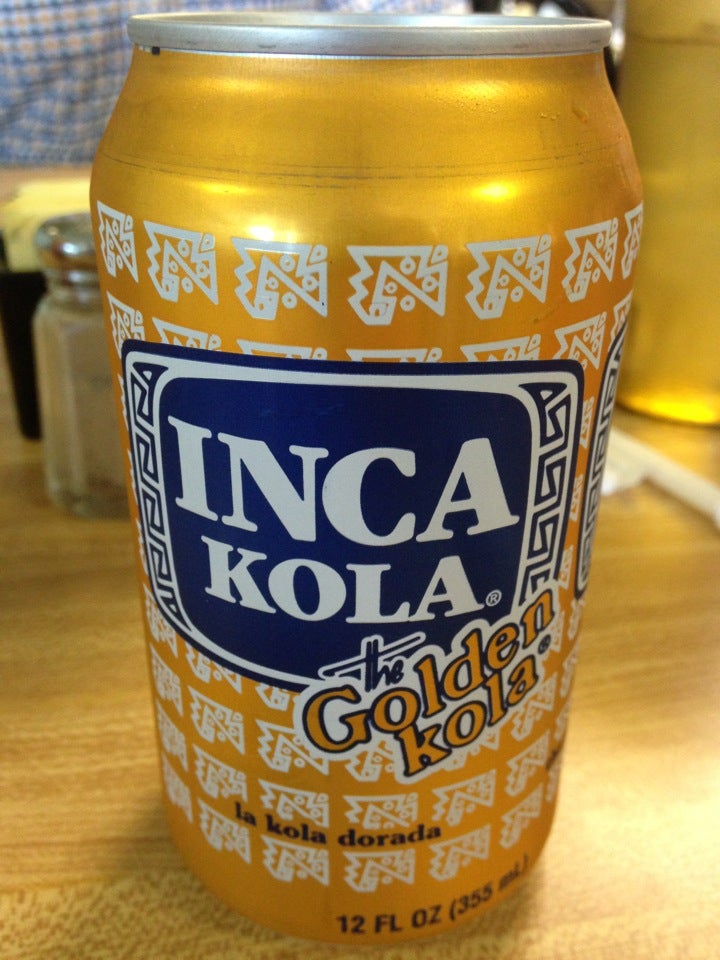 INCA
KOLA®
the
Golden
kola®
la kola dorada
12 FL OZ (355 mL)